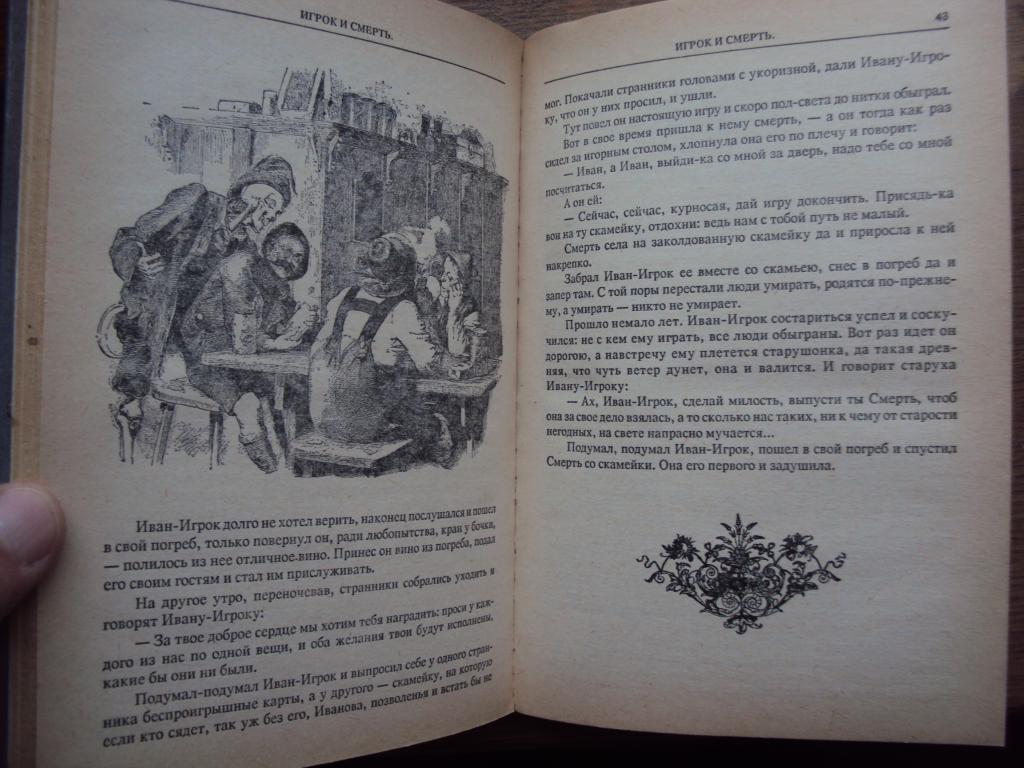 ИГРОК И СМЕРТЬ.
Иван-Игрок долго не хотел верить, наконец послушался и пошел
в свой погреб, только повернул он, ради любопытства, кран у бочки,
— полилось из нее отличное вино. Принес он вино из погреба, подал
его своим гостям и стал им прислуживать.
На другое утро, переночевав, странники собрались уходить и
говорят Ивану-Игроку:
— За твое доброе сердце мы хотим тебя наградить: проси у каж-
дого из нас по одной вещи, и оба желания твои будут исполнены,
какие бы они ни были.
Подумал-подумал Иван-Игрок и выпросил себе у одного стран-
ника беспроигрышные карты, а у другого — скамейку, на которую
если кто сядет, так уж без его, Иванова, позволенья и встать бы не
ИГРОК И СМЕРТЬ.
43
мог. Покачали странники головами с укоризной, дали Ивану-Игро-
ку, что он у них просил, и ушли.
Тут повел он настоящую игру и скоро пол-света до нитки обыграл.
Вот в свое время пришла к нему смерть, — а он тогда как раз
сидел за игорным столом, хлопнула она его по плечу и говорит:
— Иван, а Иван, выйди-ка со мной за дверь, надо тебе со мной
посчитаться.
А он ей:
— Сейчас, сейчас, курносая, дай игру докончить. Присядь-ка
вон на ту скамейку, отдохни: ведь нам с тобой путь не малый.
Смерть села на заколдованную скамейку да и приросла к ней
накрепко.
Забрал Иван-Игрок ее вместе со скамьею, снес в погреб да и
запер там. С той поры перестали люди умирать, родятся по-прежне-
му, а умирать — никто не умирает.
Прошло немало лет. Иван-Игрок состариться успел и соску-
чился: не с кем ему играть, все люди обыграны. Вот раз идет он
дорогою, а навстречу ему плетется старушонка, да такая древ-
няя, что чуть ветер дунет, она и валится. И говорит старуха
Ивану-Игроку:
— Ах, Иван-Игрок, сделай милость, выпусти ты Смерть, чтоб
она за свое дело взялась, а то сколько нас таких, ни к чему от старости
негодных, на свете напрасно мучается...
Подумал, подумал Иван-Игрок, пошел в свой погреб и спустил
Смерть со скамейки. Она его первого и задушила.